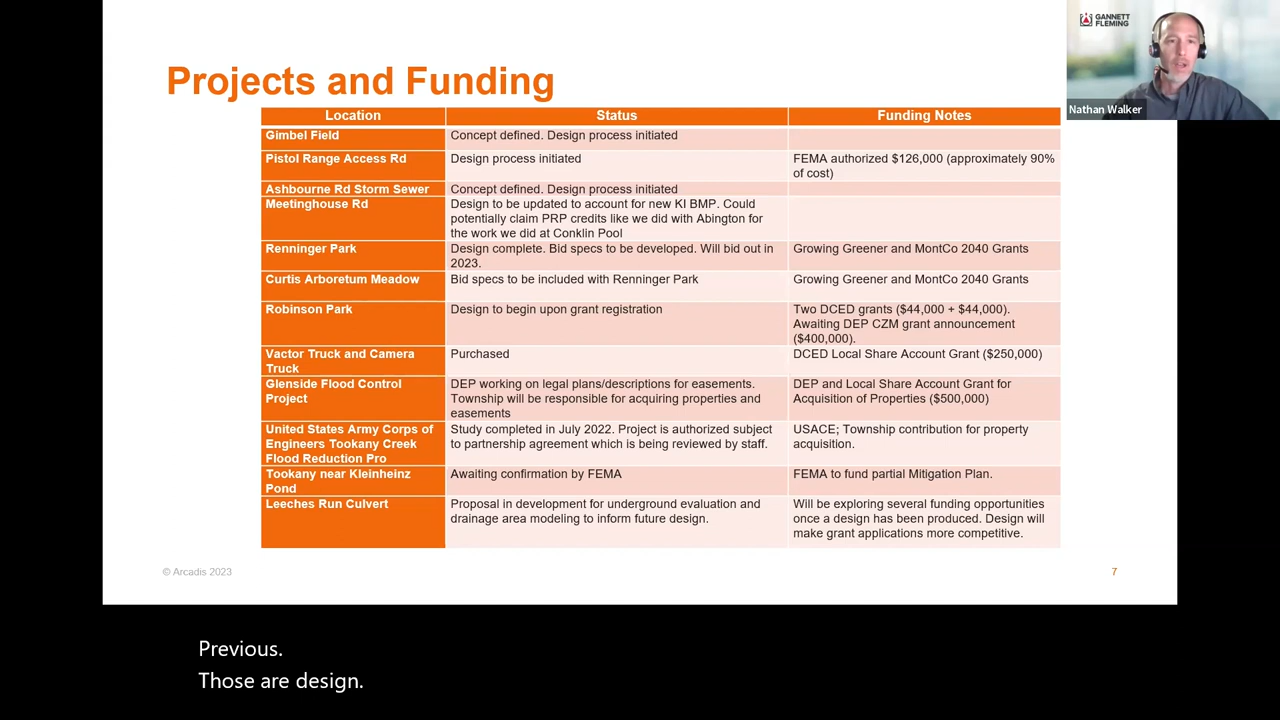 GANNETT
FLEMING
Nathan Walker
Projects and Funding
Location Status Funding Notes
Gimbel Field Concept defined. Design process initiated
Pistol Range Access Rd Design process initiated FEMA authorized $126,000 (approximately 90%
of cost)
Ashbourne Rd Storm Sewer Concept defined. Design process initiated
Meetinghouse Rd Design to be updated to account for new KI BMP. Could
potentially claim PRP credits like we did with Abington for
the work we did at Conklin Pool
Renninger Park Design complete. Bid specs to be developed. Will bid out in Growing Greener and MontCo 2040 Grants
2023.
Curtis Arboretum Meadow Bid specs to be included with Renninger Park Growing Greener and MontCo 2040 Grants
Robinson Park Design to begin upon grant registration Two DCED grants ($44,000 + $44,000).
Awaiting DEP CZM grant announcement
($400,000).
Vactor Truck and Camera Purchased DCED Local Share Account Grant ($250,000)
Truck
Glenside Flood Control DEP working on legal plans/descriptions for easements. DEP and Local Share Account Grant for
Project Township will be responsible for acquiring properties and Acquisition of Properties ($500,000)
easements
United States Army Corps of Study completed in July 2022. Project is authorized subject USACE; Township contribution for property
Engineers Tookany Creek to partnership agreement which is being reviewed by staff. acquisition.
Flood Reduction Pro
Tookany near Kleinheinz Awaiting confirmation by FEMA FEMA to fund partial Mitigation Plan.
Pond
Leeches Run Culvert Proposal in development for underground evaluation and Will be exploring several funding opportunities
drainage area modeling to inform future design. once a design has been produced. Design will
make grant applications more competitive.
© Arcadis 2023 7
Previous.
Those are design.